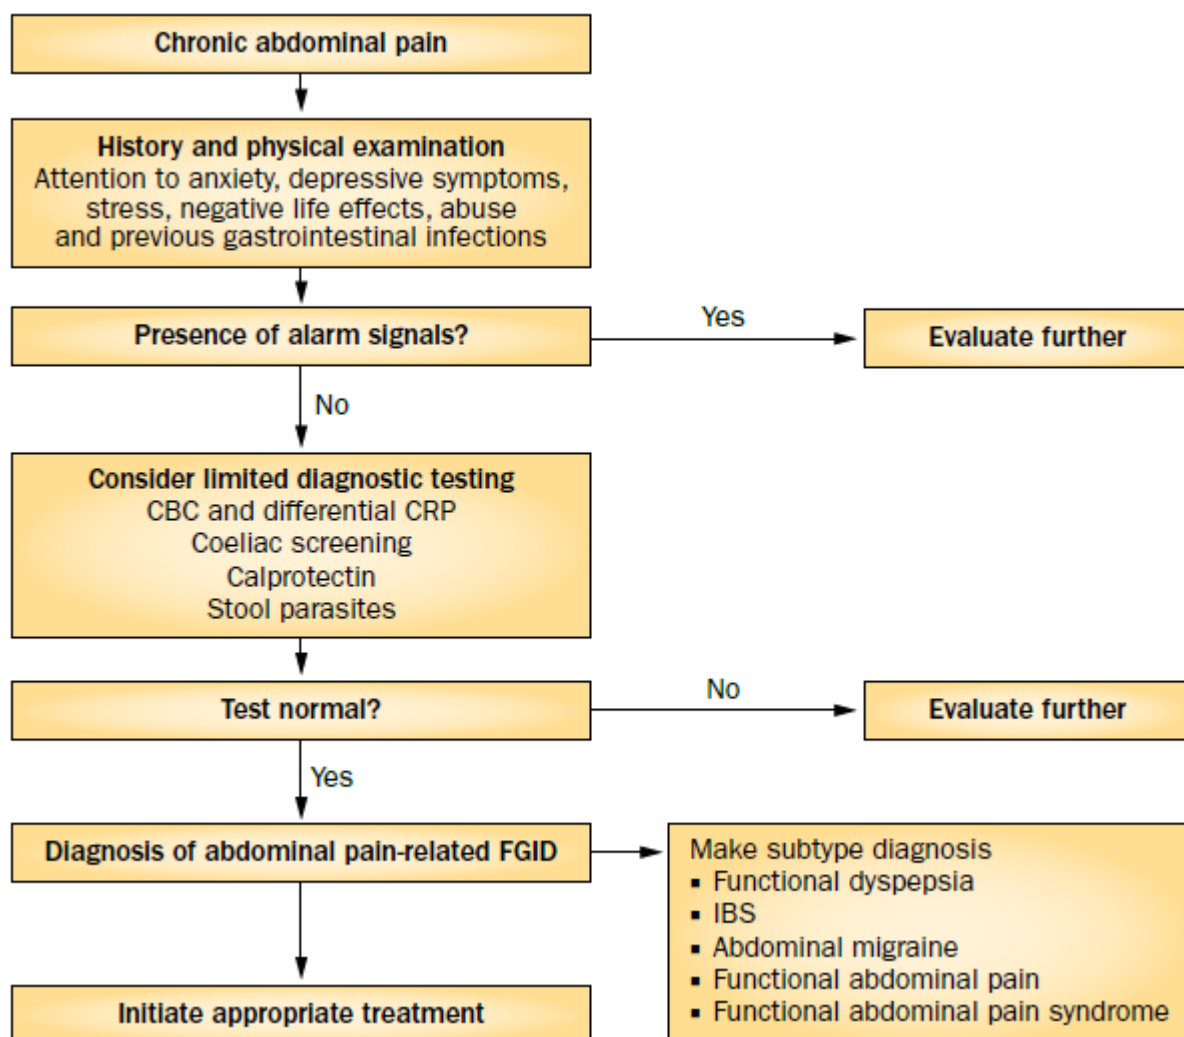 Chronic abdominal pain
History and physical examination
Attention to anxiety, depressive symptoms,
stress, negative life effects, abuse
and previous gastrointestinal infections
Presence of alarm signals?
Yes
Evaluate further
No
Consider limited diagnostic testing
CBC and differential CRP
Coeliac screening
Calprotectin
Stool parasites
Test normal?
No
Evaluate further
Yes
Diagnosis of abdominal pain-related FGID
Make subtype diagnosis
▪ Functional dyspepsia
▪ IBS
▪ Abdominal migraine
▪ Functional abdominal pain
▪ Functional abdominal pain syndrome
Initiate appropriate treatment